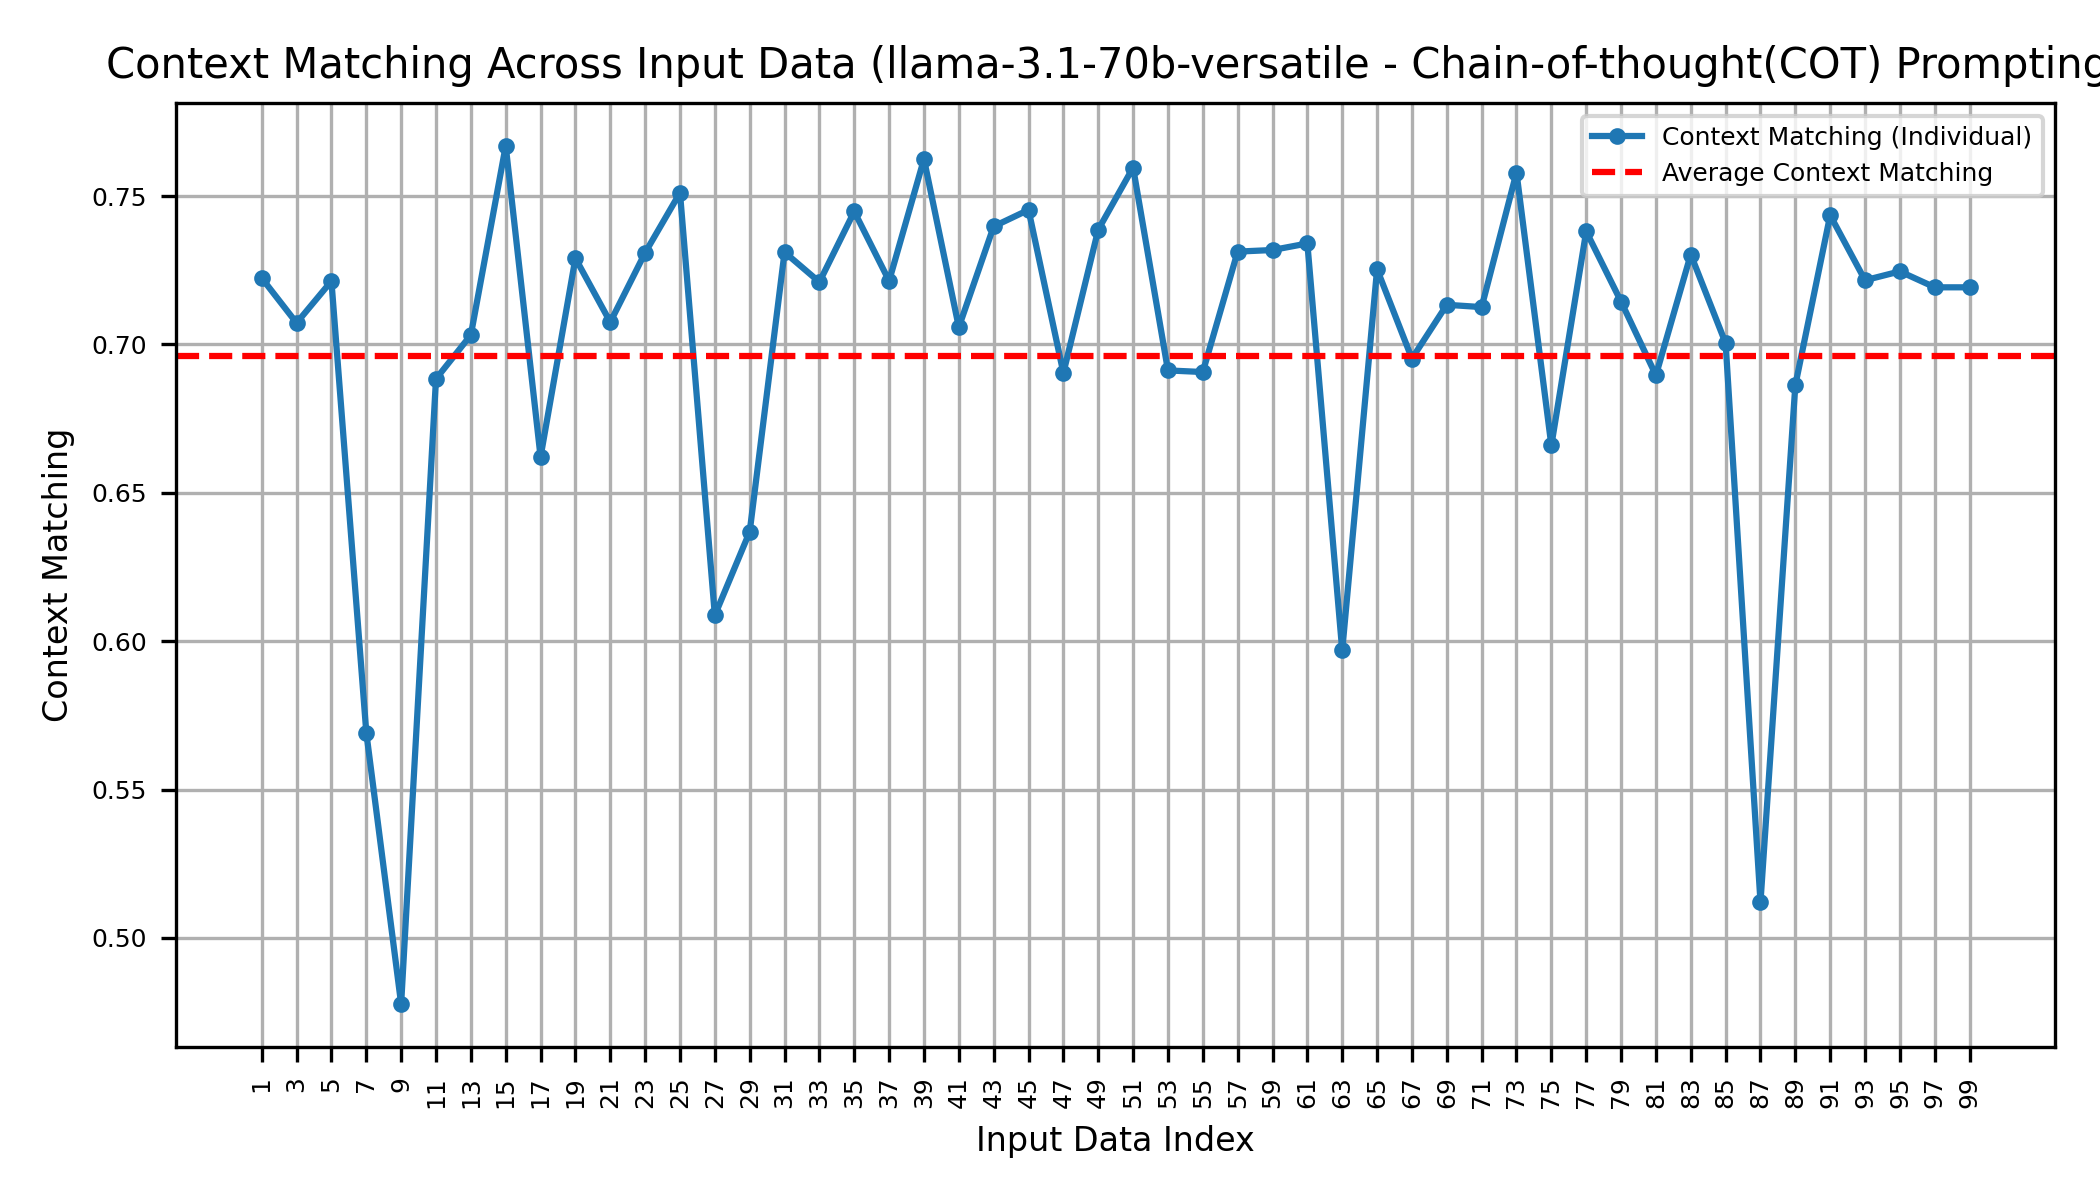 Context Matching Across Input Data (llama-3.1-70b-versatile - Chain-of-thought(COT) Prompting
Context Matching (Individual)
Average Context Matching
Context Matching
0.75
0.70
0.65
0.60
0.55
0.50
1 3 5 7 9 11 13 15 17 19 21 23 25 27 29 31 33 35 37 39 41 43 45 47 49 51 53 55 57 59 61 63 65 67 69 71 73 75 77 79 81 83 85 87 89 91 93 95 97 99
Input Data Index